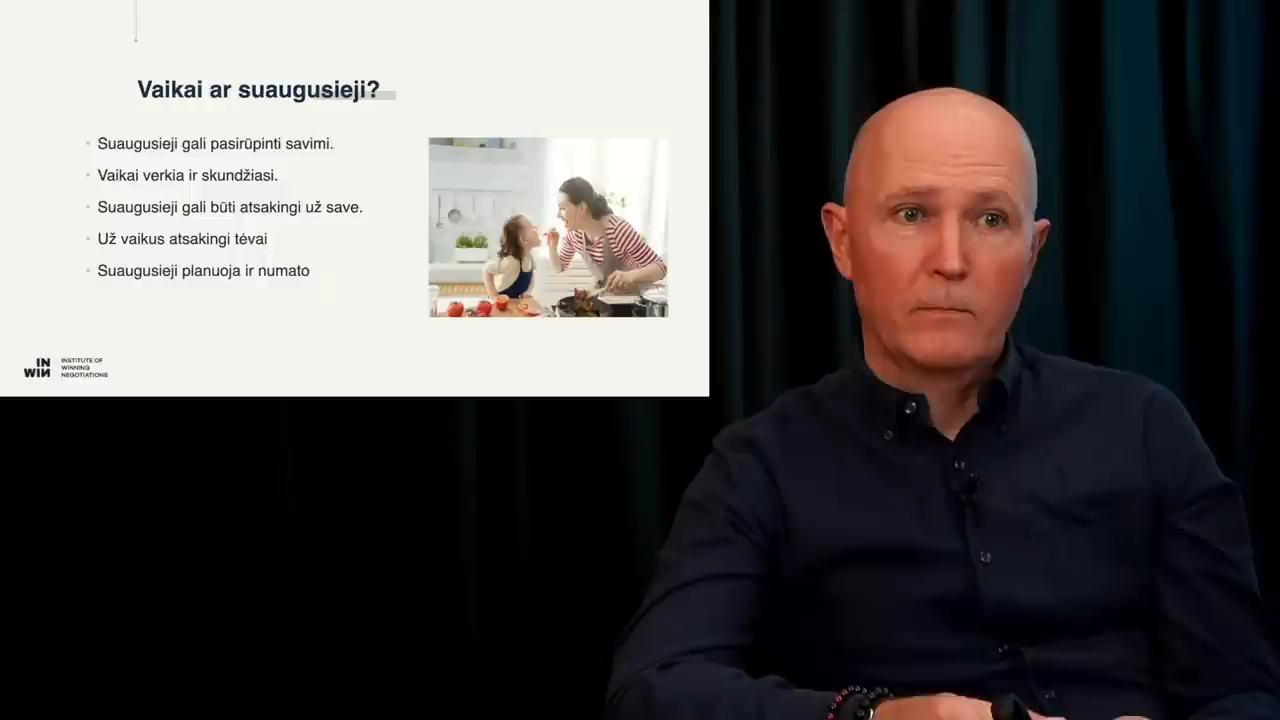 Vaikai ar suaugusieji?
Suaugusieji gali pasirūpinti savimi.
Vaikai verkia ir skundžiasi.
Suaugusieji gali būti atsakingi už save.
Už vaikus atsakingi tėvai
Suaugusieji planuoja ir numato
IN
WIN
INSTITUTE OF
WINNING
NEGOTIATIONS